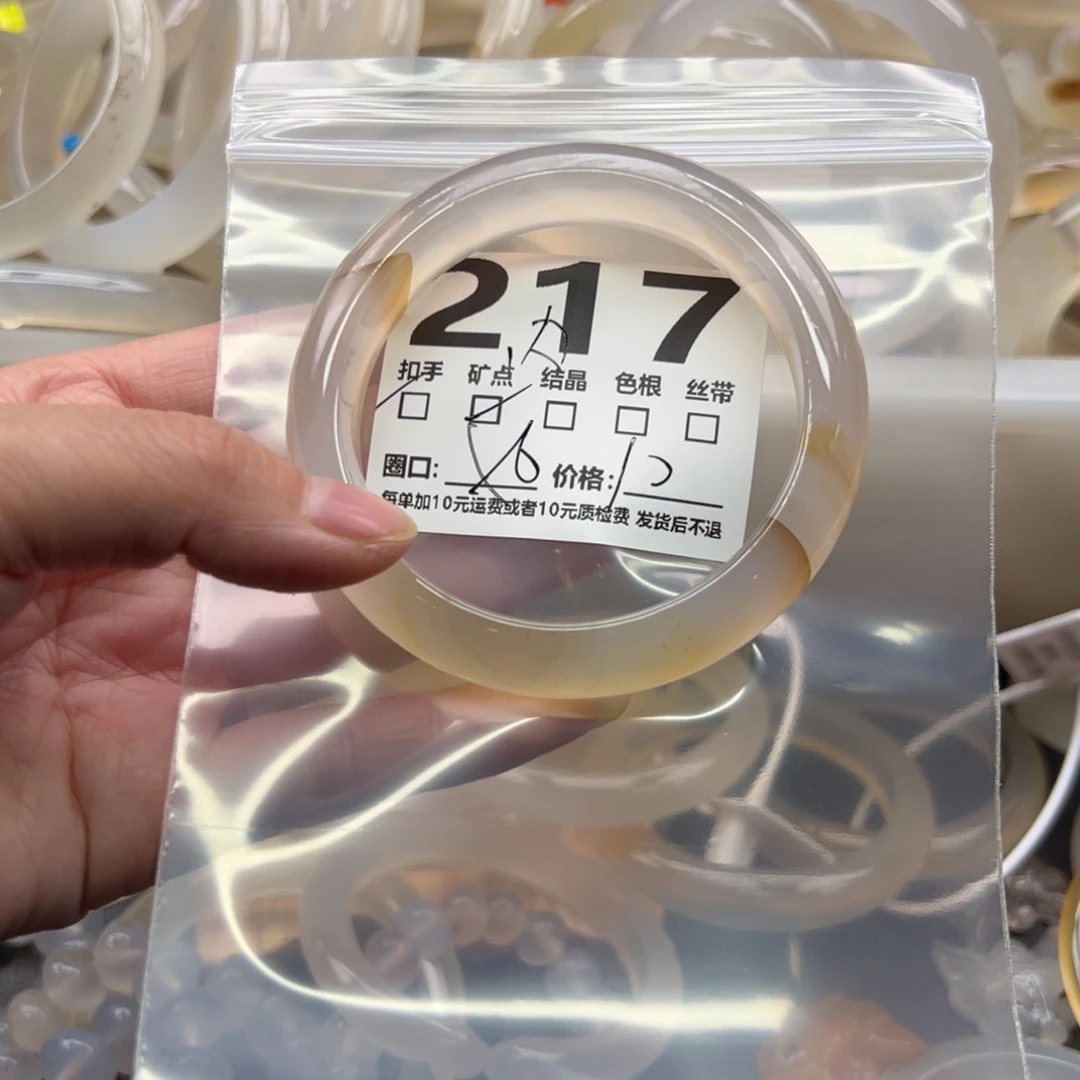 217
扣手 矿点 结晶 色根 丝带
圈口: 价格:
每单加10元运费或者10元质检费 发货后不退